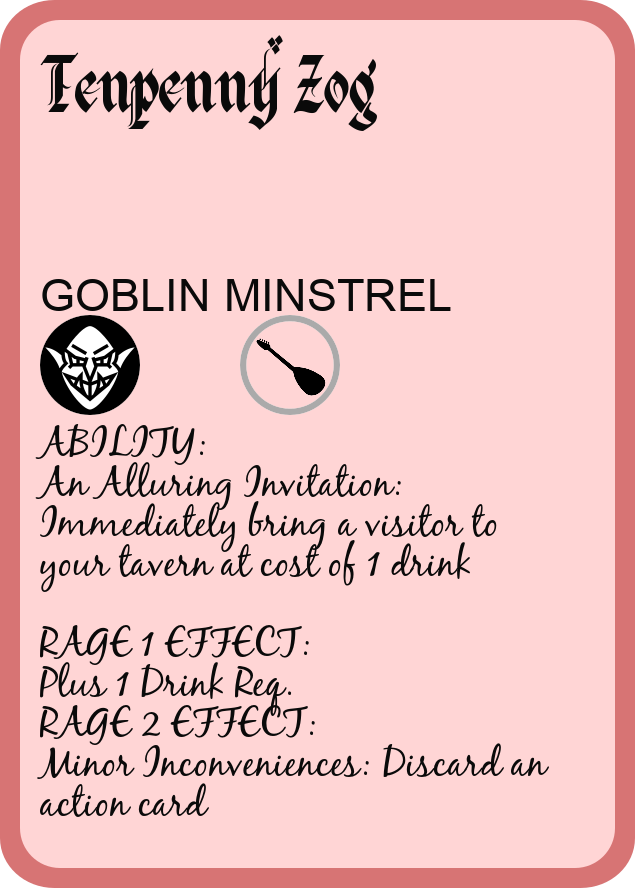 Tenpenny Zog
GOBLIN MINSTREL
ABILITY:
An Alluring Invitation:
Immediately bring a visitor to
your tavern at cost of 1 drink
RAGE 1 EFFECT:
Plus 1 Drink Req.
RAGE 2 EFFECT:
Minor Inconveniences: Discard an
action card